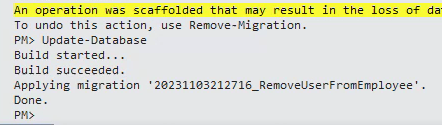 An operation was scaffolded that may result in the loss of da
To undo this action, use Remove-Migration.
PM> Update-Database
Build started...
Build succeeded.
Applying migration '20231103212716_RemoveUserFromEmployee'.
Done.
PM>